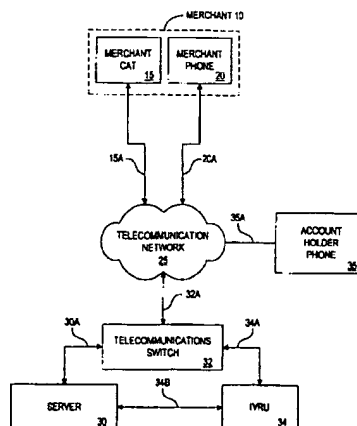 MERCHANT 10
MERCHANT
CAT
15
MERCHANT
PHONE
20
15A
20A
TELECOMMUNICATION
NETWORK
25
35A
ACCOUNT
HOLDER
PHONE
35
32A
30A
TELECOMMUNICATIONS
SWITCH
32
34A
34B
SERVER
30
IVRU
34